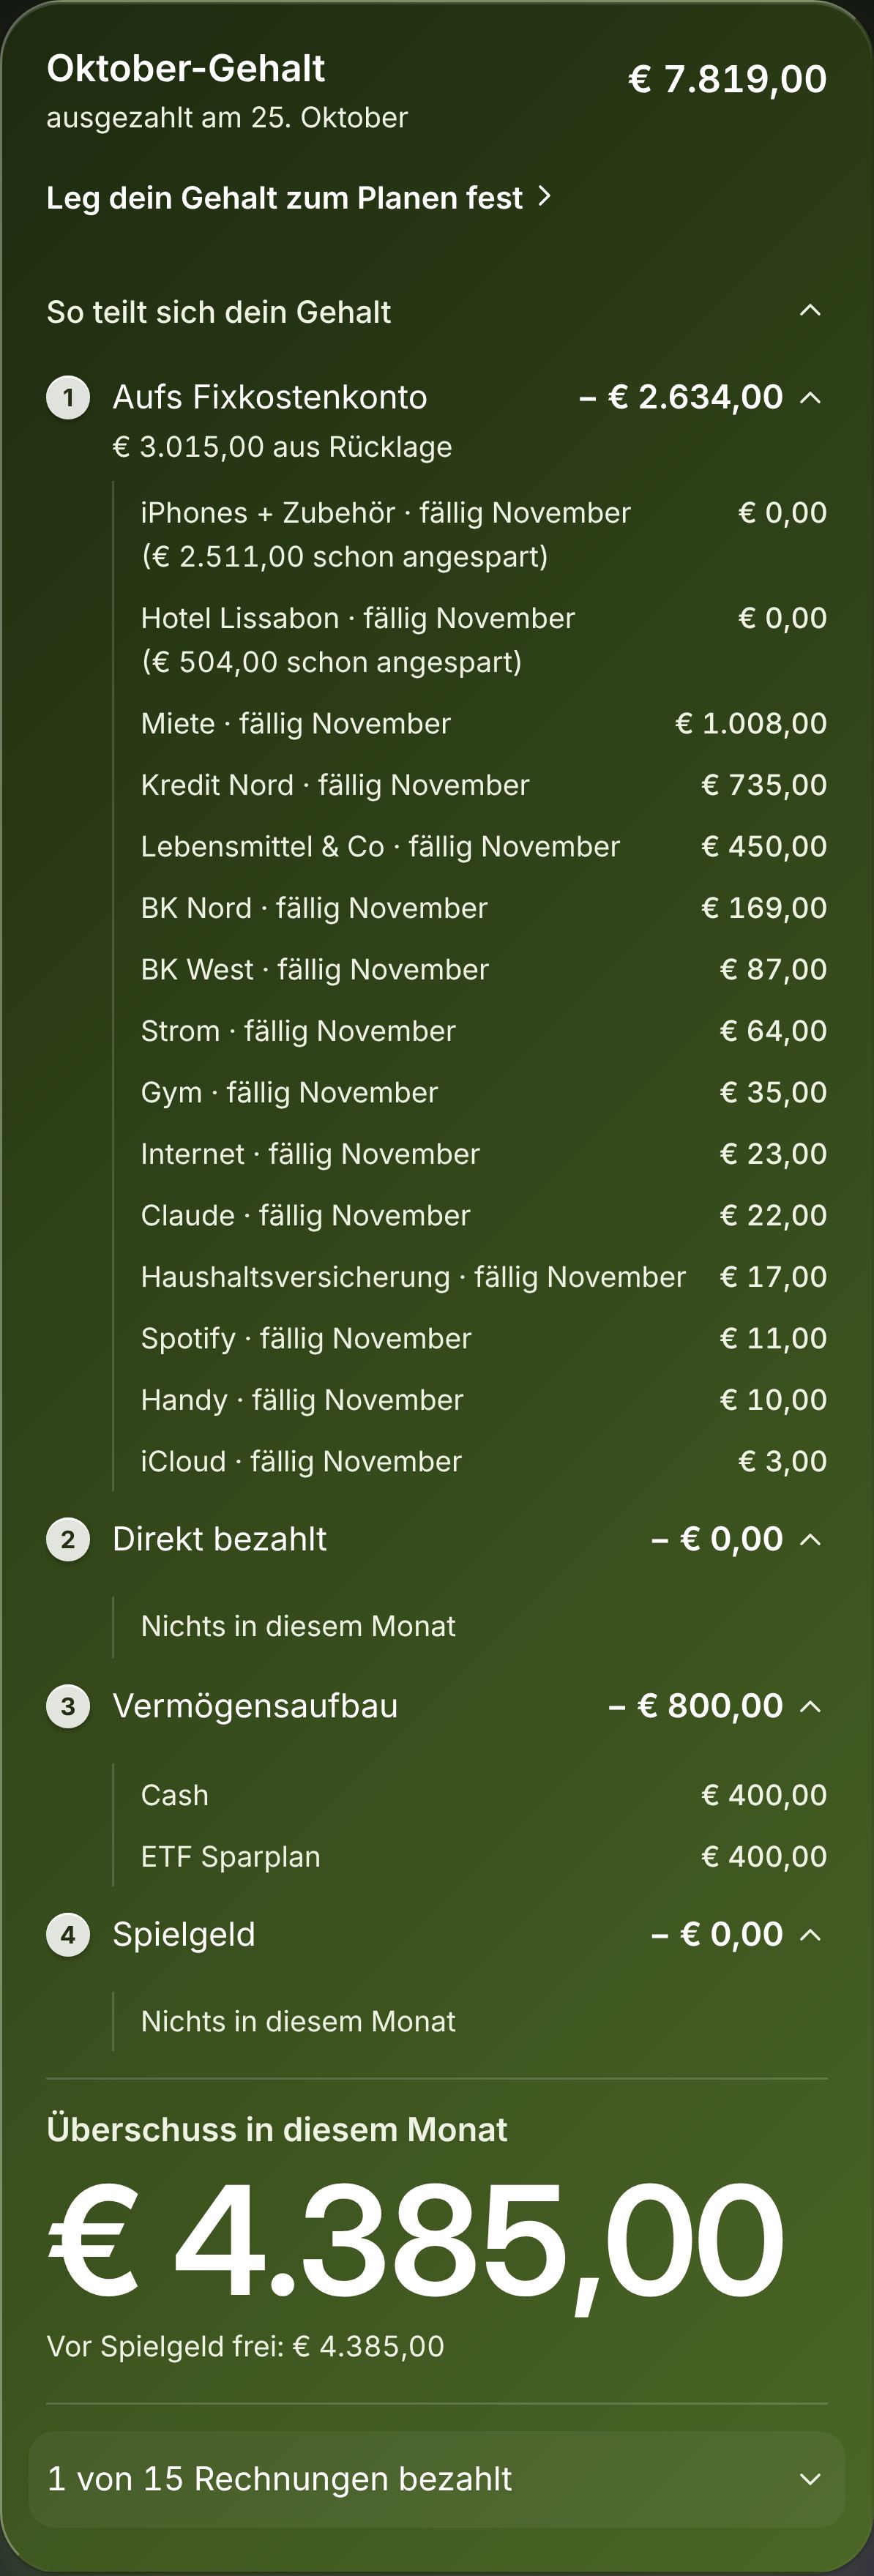 Oktober-Gehalt
€ 7.819,00
ausgezahlt am 25. Oktober
Leg dein Gehalt zum Planen fest
So teilt sich dein Gehalt
1 Aufs Fixkostenkonto – € 2.634,00
€ 3.015,00 aus Rücklage
iPhones + Zubehör · fällig November € 0,00
(€ 2.511,00 schon angespart)
Hotel Lissabon · fällig November € 0,00
(€ 504,00 schon angespart)
Miete · fällig November € 1.008,00
Kredit Nord · fällig November € 735,00
Lebensmittel & Co · fällig November € 450,00
BK Nord · fällig November € 169,00
BK West · fällig November € 87,00
Strom · fällig November € 64,00
Gym · fällig November € 35,00
Internet · fällig November € 23,00
Claude · fällig November € 22,00
Haushaltsversicherung · fällig November € 17,00
Spotify · fällig November € 11,00
Handy · fällig November € 10,00
iCloud · fällig November € 3,00
2 Direkt bezahlt – € 0,00
Nichts in diesem Monat
3 Vermögensaufbau – € 800,00
Cash € 400,00
ETF Sparplan € 400,00
4 Spielgeld – € 0,00
Nichts in diesem Monat
Überschuss in diesem Monat
€ 4.385,00
Vor Spielgeld frei: € 4.385,00
1 von 15 Rechnungen bezahlt